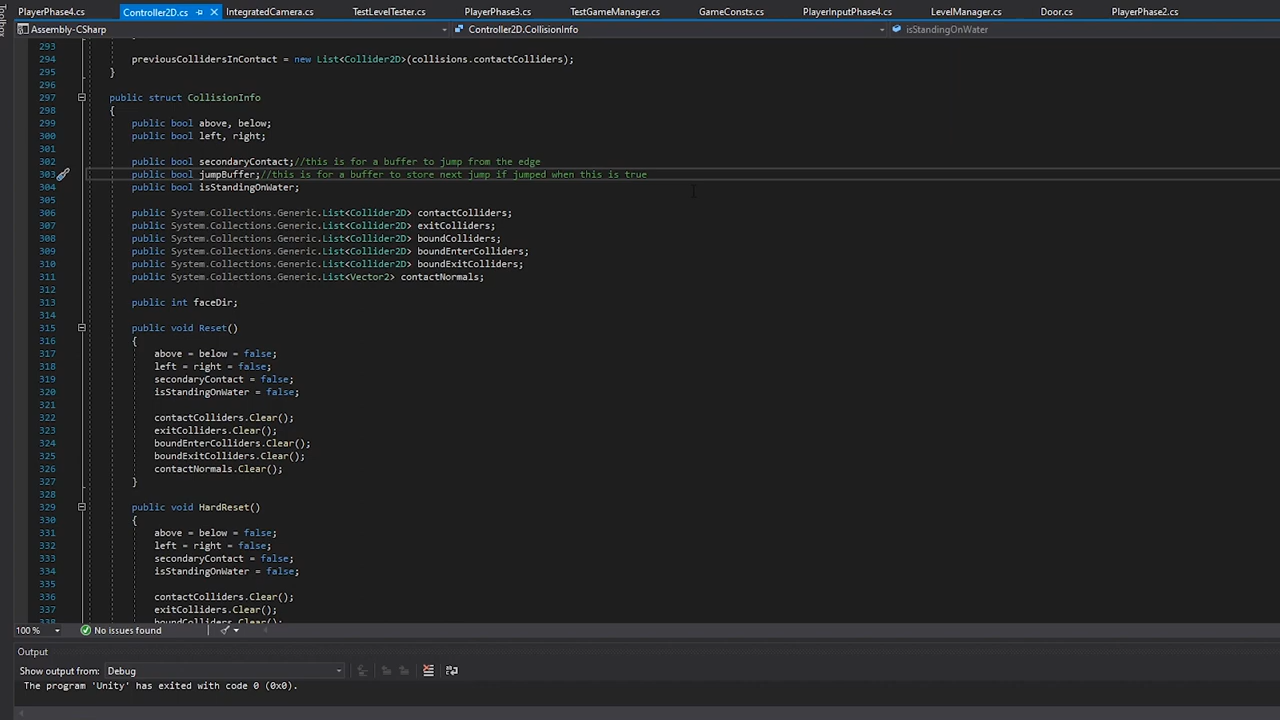 PlayerPhase4.cs Controller2D.cs IntegratedCamera.cs TestLevelTester.cs PlayerPhase3.cs TestGameManager.cs GameConsts.cs PlayerInputPhase4.cs LevelManager.cs Door.cs PlayerPhase2.cs
Assembly-CSharp Controller2D.CollisionInfo isStandingOnWater
293
294 previousCollidersInContact = new List<Collider2D>(collisions.contactColliders);
295 }
296
297 public struct CollisionInfo
298 {
299 public bool above, below;
300 public bool left, right;
301
302 public bool secondaryContact;//this is for a buffer to jump from the edge
303 public bool jumpBuffer;//this is for a buffer to store next jump if jumped when this is true
304 public bool isStandingOnWater;
305
306 public System.Collections.Generic.List<Collider2D> contactColliders;
307 public System.Collections.Generic.List<Collider2D> exitColliders;
308 public System.Collections.Generic.List<Collider2D> boundColliders;
309 public System.Collections.Generic.List<Collider2D> boundEnterColliders;
310 public System.Collections.Generic.List<Collider2D> boundExitColliders;
311 public System.Collections.Generic.List<Vector2> contactNormals;
312
313 public int faceDir;
314
315 public void Reset()
316 {
317 above = below = false;
318 left = right = false;
319 secondaryContact = false;
320 isStandingOnWater = false;
321
322 contactColliders.Clear();
323 exitColliders.Clear();
324 boundEnterColliders.Clear();
325 boundExitColliders.Clear();
326 contactNormals.Clear();
327 }
328
329 public void HardReset()
330 {
331 above = below = false;
332 left = right = false;
333 secondaryContact = false;
334 isStandingOnWater = false;
335
336 contactColliders.Clear();
337 exitColliders.Clear();
338 boundColliders.Clear();
100 % No issues found
Output
Show output from: Debug
The program 'Unity' has exited with code 0 (0x0).